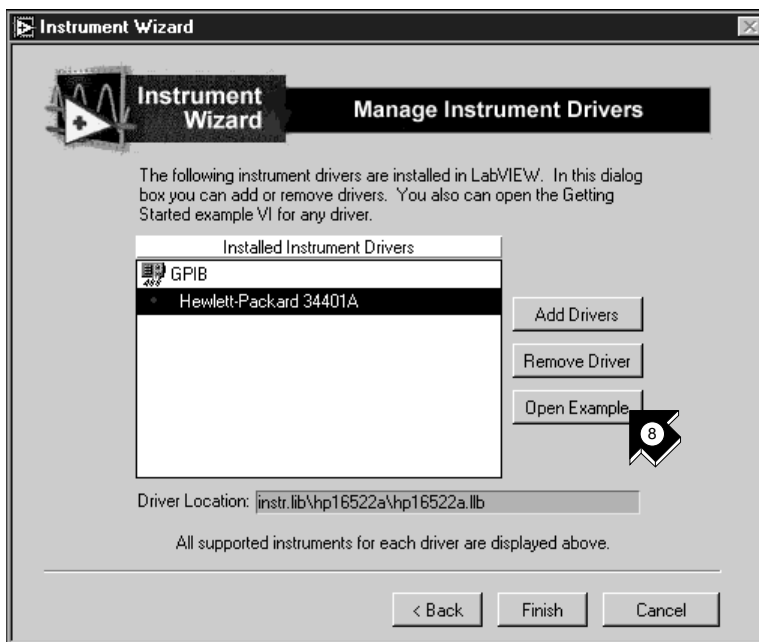 Instrument Wizard
Instrument
Wizard
Manage Instrument Drivers
The following instrument drivers are installed in LabVIEW. In this dialog
box you can add or remove drivers. You also can open the Getting
Started example VI for any driver.
Installed Instrument Drivers
GPIB
Hewlett-Packard 34401A
Add Drivers
Remove Driver
Open Example
8
Driver Location: instr.lib\hp16522a\hp16522a.llb
All supported instruments for each driver are displayed above.
< Back
Finish
Cancel